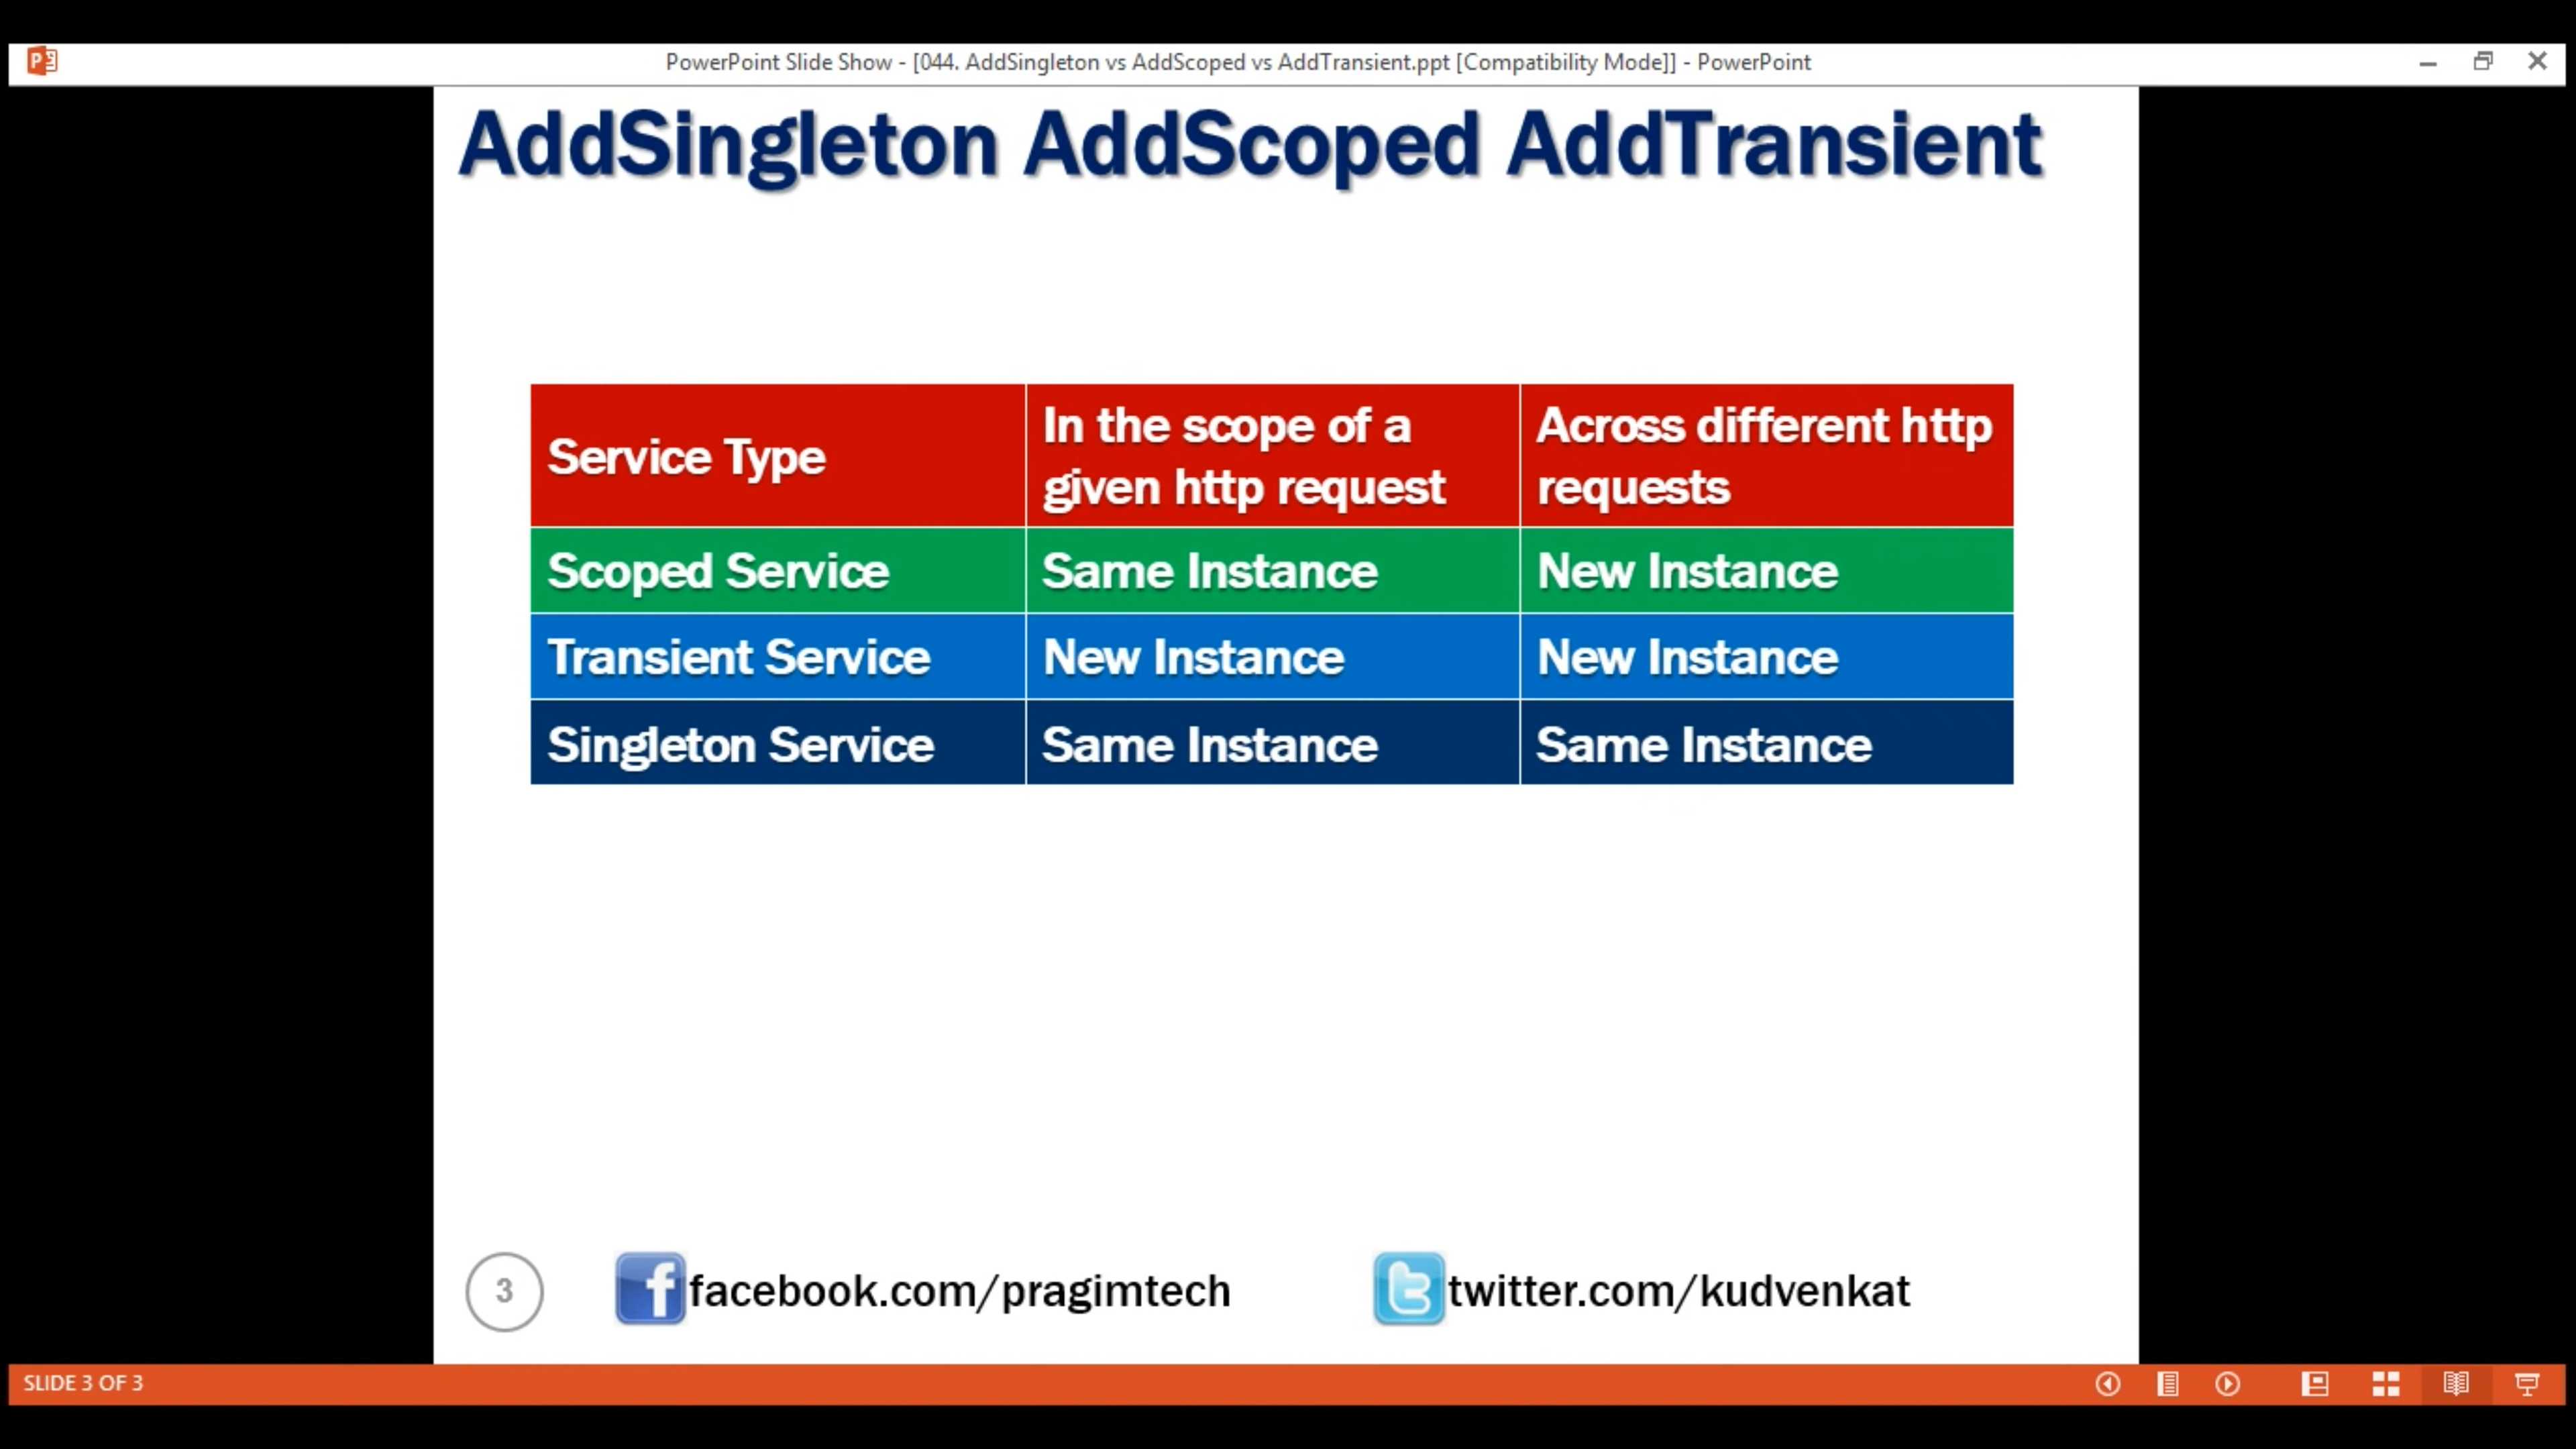 PowerPoint Slide Show - [044. AddSingleton vs AddScoped vs AddTransient.ppt [Compatibility Mode]] - PowerPoint
AddSingleton AddScoped AddTransient
Service Type
In the scope of a
given http request
Across different http
requests
Scoped Service
Same Instance
New Instance
Transient Service
New Instance
New Instance
Singleton Service
Same Instance
Same Instance
3
facebook.com/pragimtech
twitter.com/kudvenkat
SLIDE 3 OF 3